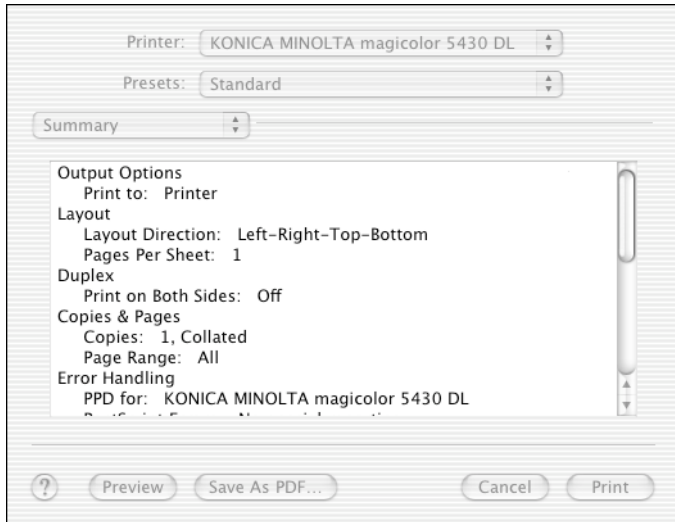 Printer: KONICA MINOLTA magicolor 5430 DL
Presets: Standard
Summary
Output Options
Print to: Printer
Layout
Layout Direction: Left-Right-Top-Bottom
Pages Per Sheet: 1
Duplex
Print on Both Sides: Off
Copies & Pages
Copies: 1, Collated
Page Range: All
Error Handling
PPD for: KONICA MINOLTA magicolor 5430 DL
? Preview Save As PDF... Cancel Print